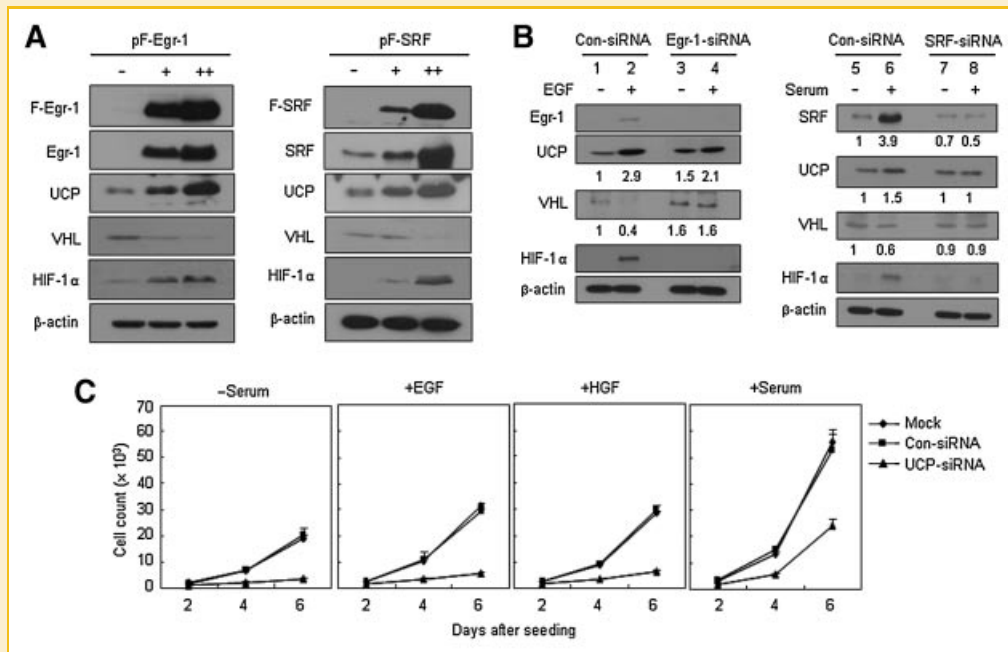 A
pF-Egr-1
- + ++
F-Egr-1
Egr-1
UCP
VHL
HIF-1α
β-actin
pF-SRF
- + ++
F-SRF
SRF
UCP
VHL
HIF-1α
β-actin
B
Con-siRNA Egr-1-siRNA
1 2 3 4
EGF - + - +
Egr-1
UCP
1 2.9 1.5 2.1
VHL
1 0.4 1.6 1.6
HIF-1α
β-actin
Con-siRNA SRF-siRNA
5 6 7 8
Serum - + - +
SRF
1 3.9 0.7 0.5
UCP
1 1.5 1 1
VHL
1 0.6 0.9 0.9
HIF-1α
β-actin
C
–Serum +EGF +HGF +Serum
Cell count (× 10³)
70
60
50
40
30
20
10
0
2 4 6 2 4 6 2 4 6 2 4 6
Days after seeding
Mock
Con-siRNA
UCP-siRNA